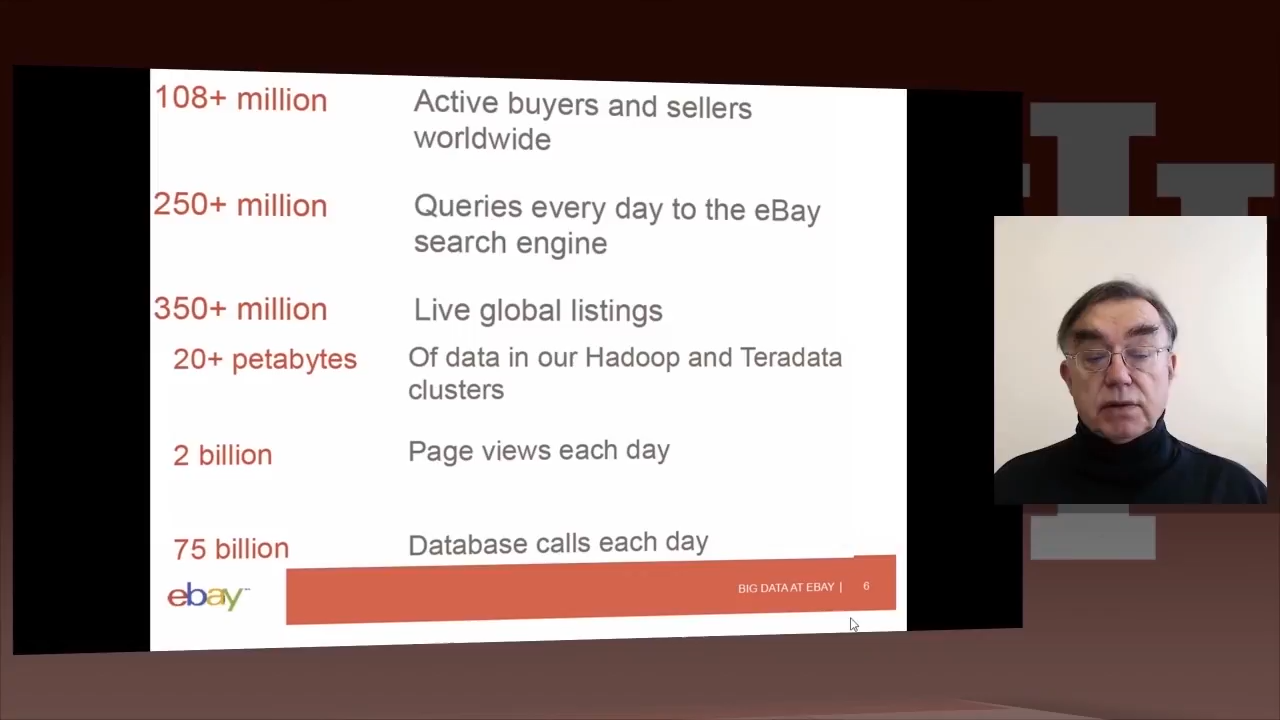 108+ million
Active buyers and sellers
worldwide
250+ million
Queries every day to the eBay
search engine
350+ million
Live global listings
20+ petabytes
Of data in our Hadoop and Teradata
clusters
2 billion
Page views each day
75 billion
Database calls each day
ebay™
BIG DATA AT EBAY | 6